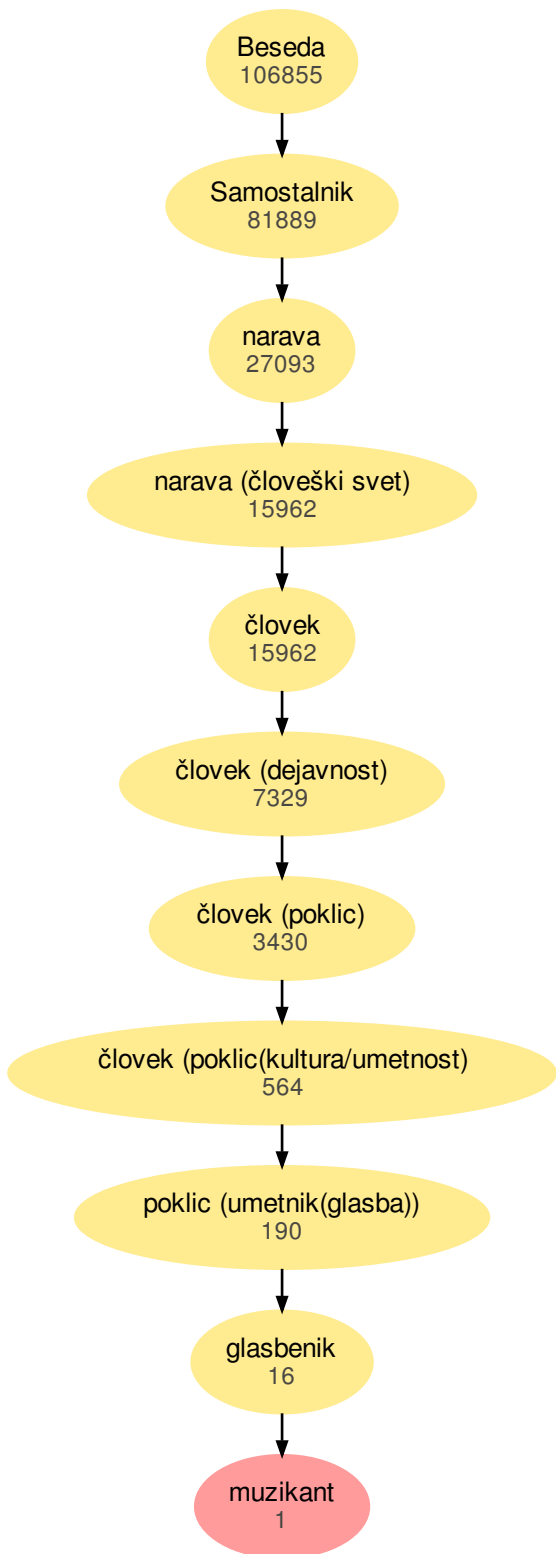 Beseda
106855
Samostalnik
81889
narava
27093
narava (človeški svet)
15962
človek
15962
človek (dejavnost)
7329
človek (poklic)
3430
človek (poklic(kultura/umetnost)
564
poklic (umetnik(glasba))
190
glasbenik
16
muzikant
1